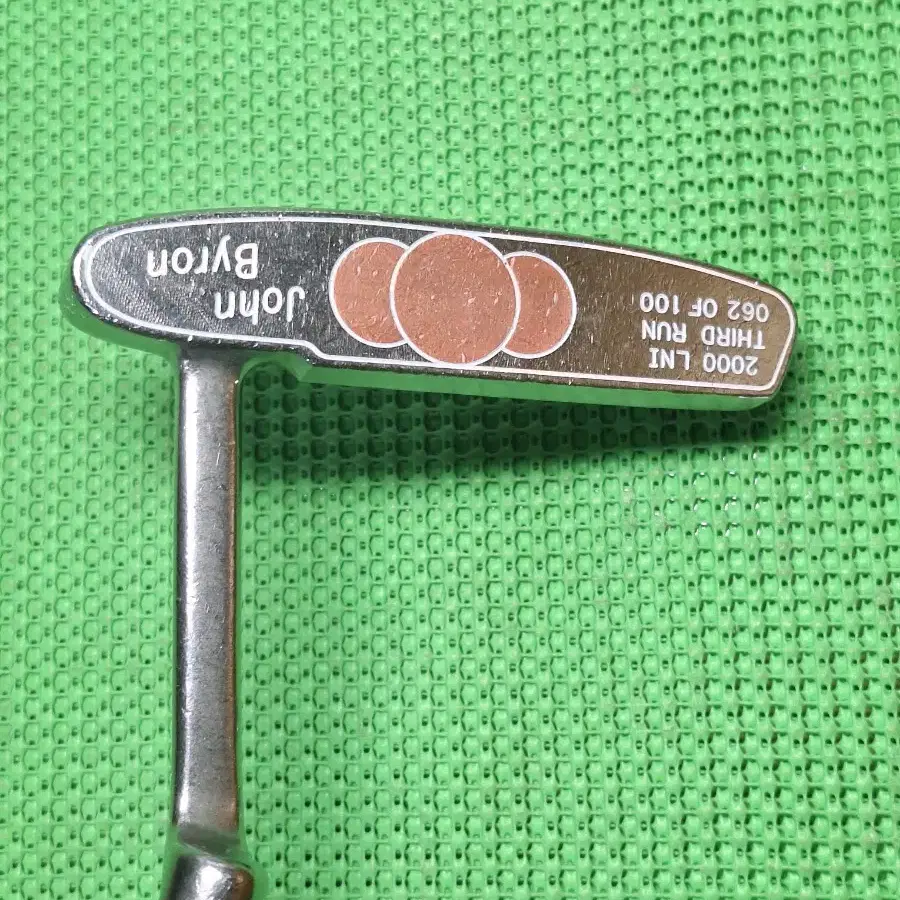 John
Byron
2000 LNI
THIRD RUN
062 OF 100